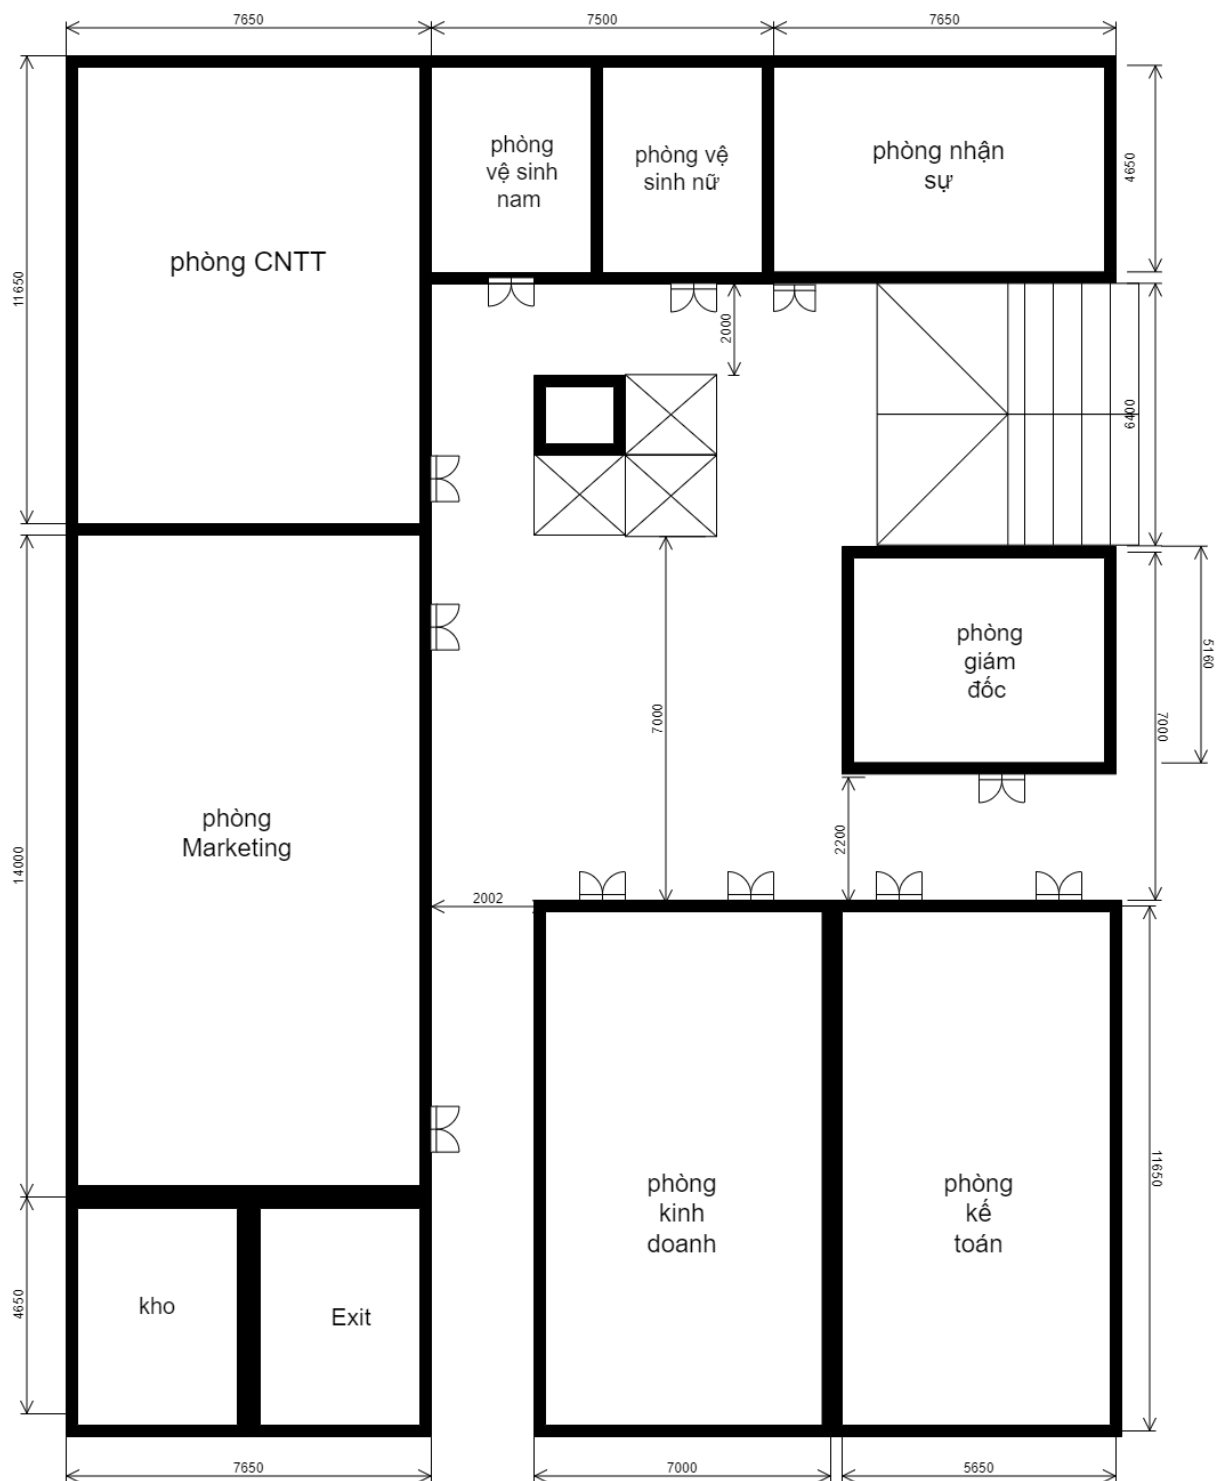 7650
7500
7650
phòng CNTT
phòng
vệ sinh
nam
phòng vệ
sinh nữ
phòng nhận
sự
4650
11650
2000
6400
phòng
giám
đốc
5160
7000
7000
phòng
Marketing
14000
2200
2002
phòng
kinh
doanh
phòng
kế
toán
11650
kho
Exit
4650
7650
7000
5650